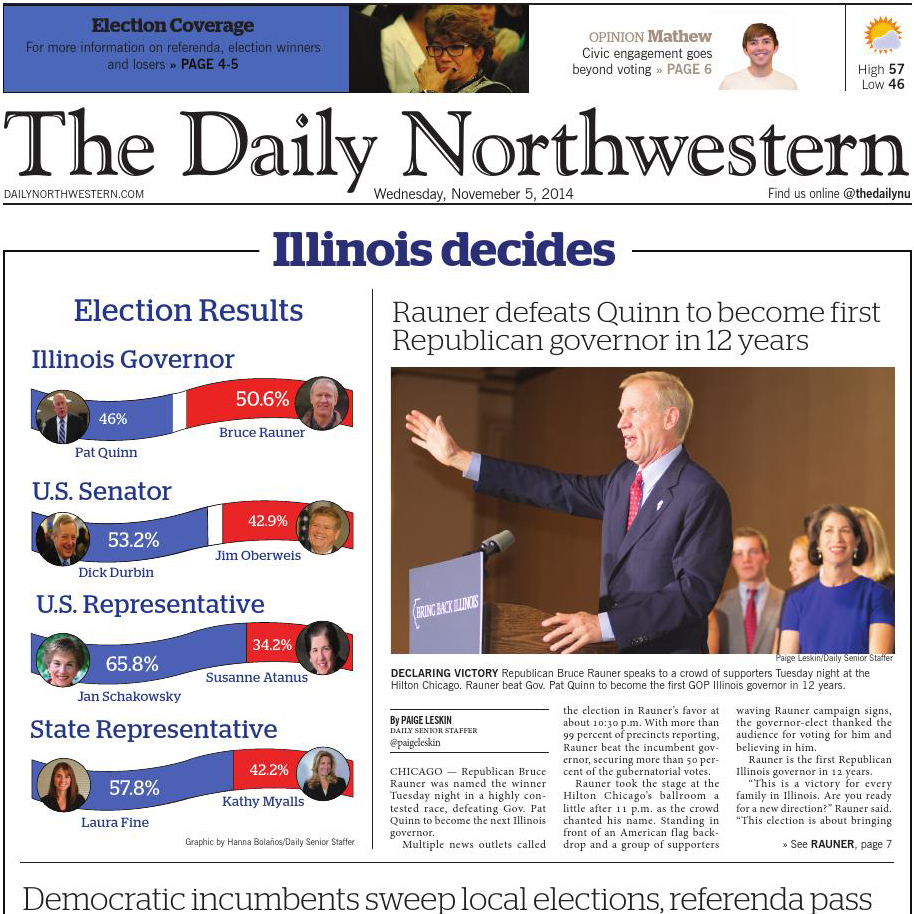 Election Coverage
For more information on referenda, election winners
and losers » PAGE 4-5
OPINION Mathew
Civic engagement goes
beyond voting » PAGE 6
High 57
Low 46
The Daily Northwestern
DAILYNORTHWESTERN.COM
Wednesday, Novemeber 5, 2014
Find us online @thedailynu
Illinois decides
Election Results
Illinois Governor
46%
50.6%
Bruce Rauner
Pat Quinn
U.S. Senator
53.2%
42.9%
Jim Oberweis
Dick Durbin
U.S. Representative
65.8%
34.2%
Susanne Atanus
Jan Schakowsky
State Representative
57.8%
42.2%
Kathy Myalls
Laura Fine
Graphic by Hanna Bolaños/Daily Senior Staffer
Rauner defeats Quinn to become first
Republican governor in 12 years
BRING BACK ILLINOIS
Paige Leskin/Daily Senior Staffer
DECLARING VICTORY Republican Bruce Rauner speaks to a crowd of supporters Tuesday night at the
Hilton Chicago. Rauner beat Gov. Pat Quinn to become the first GOP Illinois governor in 12 years.
By PAIGE LESKIN
DAILY SENIOR STAFFER
@paigeleskin
CHICAGO — Republican Bruce
Rauner was named the winner
Tuesday night in a highly con-
tested race, defeating Gov. Pat
Quinn to become the next Illinois
governor.
Multiple news outlets called
the election in Rauner's favor at
about 10:30 p.m. With more than
99 percent of precincts reporting,
Rauner beat the incumbent gov-
ernor, securing more than 50 per-
cent of the gubernatorial votes.
Rauner took the stage at the
Hilton Chicago's ballroom a
little after 11 p.m. as the crowd
chanted his name. Standing in
front of an American flag back-
drop and a group of supporters
waving Rauner campaign signs,
the governor-elect thanked the
audience for voting for him and
believing in him.
Rauner is the first Republican
Illinois governor in 12 years.
"This is a victory for every
family in Illinois. Are you ready
for a new direction?" Rauner said.
"This election is about bringing
» See RAUNER, page 7
Democratic incumbents sweep local elections, referenda pass